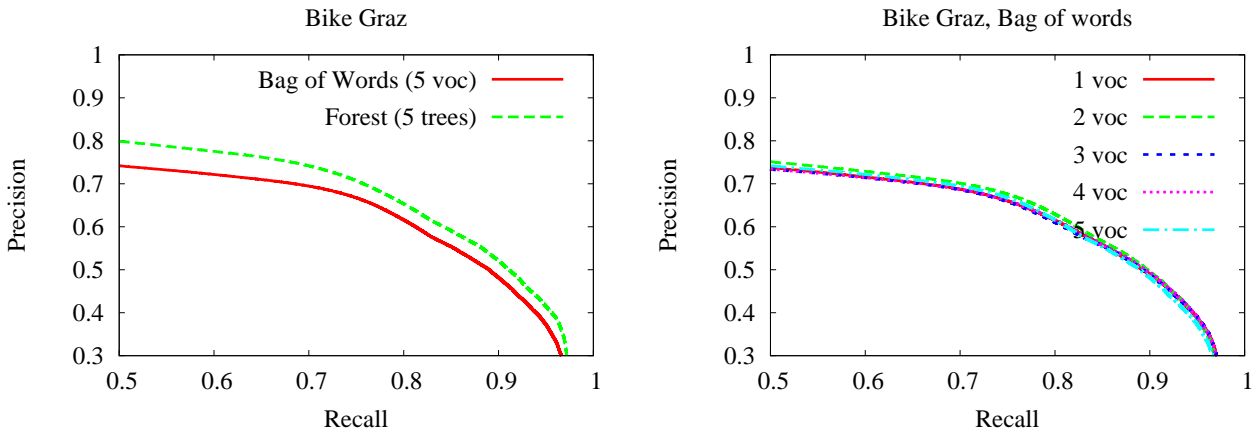 Bike Graz
Precision
1
0.9
0.8
0.7
0.6
0.5
0.4
0.3
0.5
0.6
0.7
0.8
0.9
1
Recall
Bag of Words (5 voc)
Forest (5 trees)
Bike Graz, Bag of words
Precision
1
0.9
0.8
0.7
0.6
0.5
0.4
0.3
0.5
0.6
0.7
0.8
0.9
1
Recall
1 voc
2 voc
3 voc
4 voc
5 voc